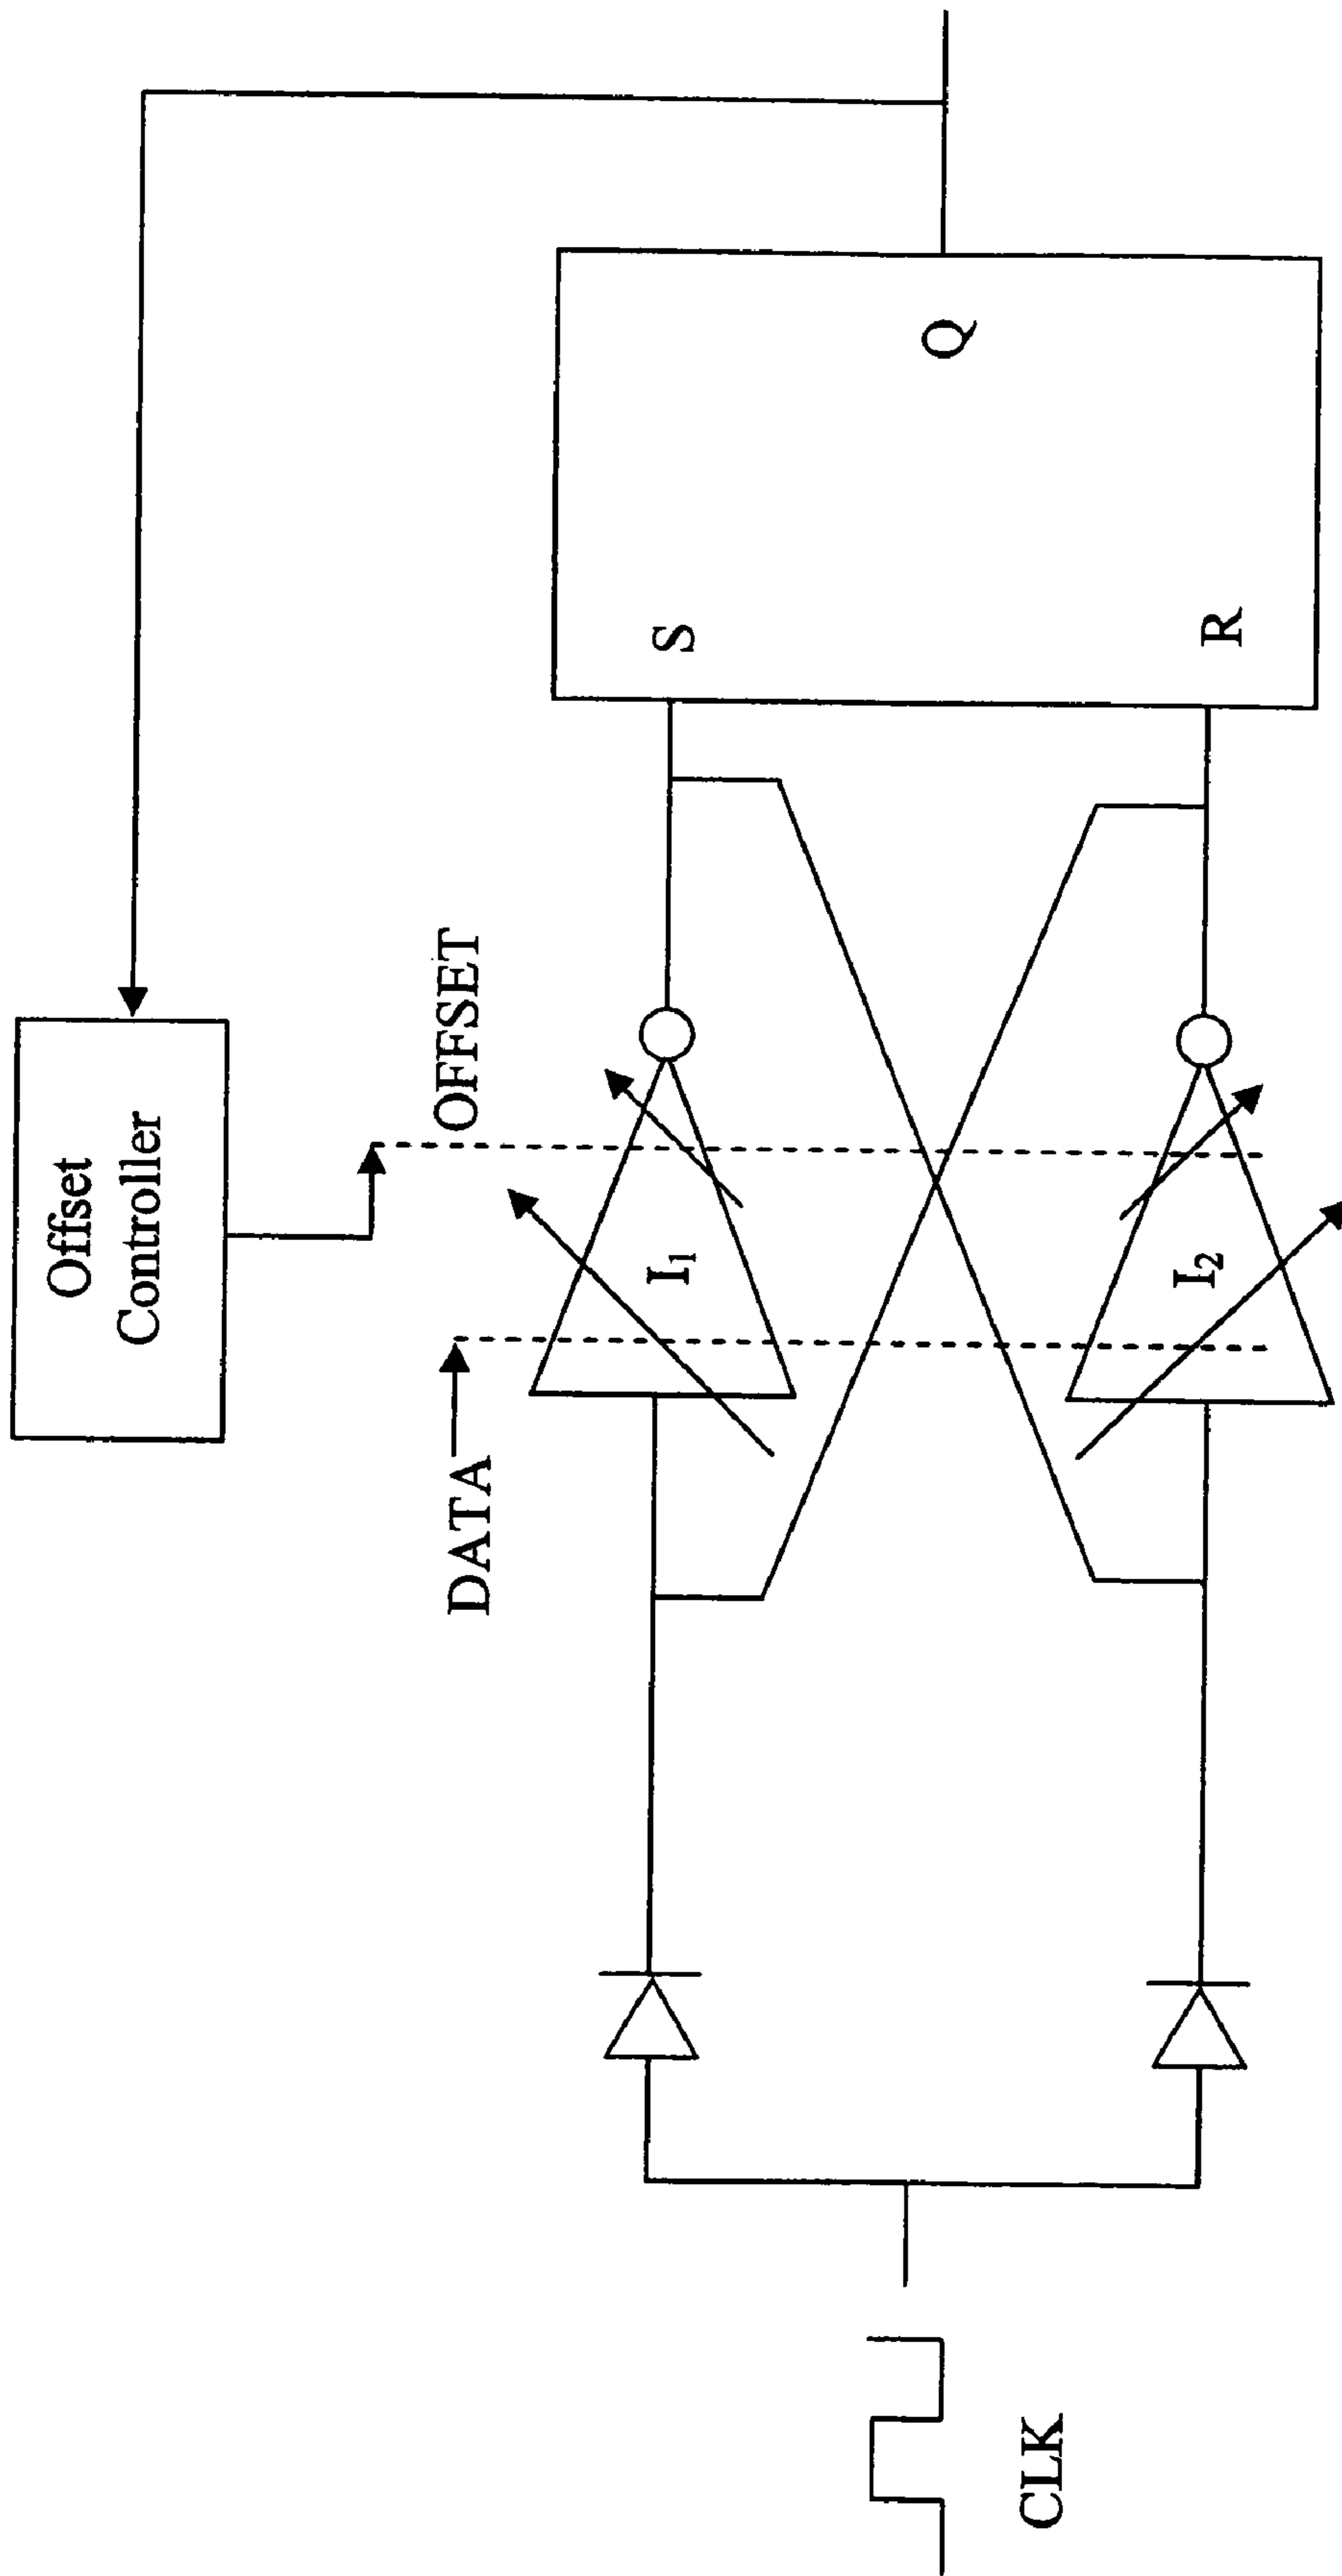 Offset
Controller
OFFSET
DATA
I₁
I₂
S
R
Q
CLK